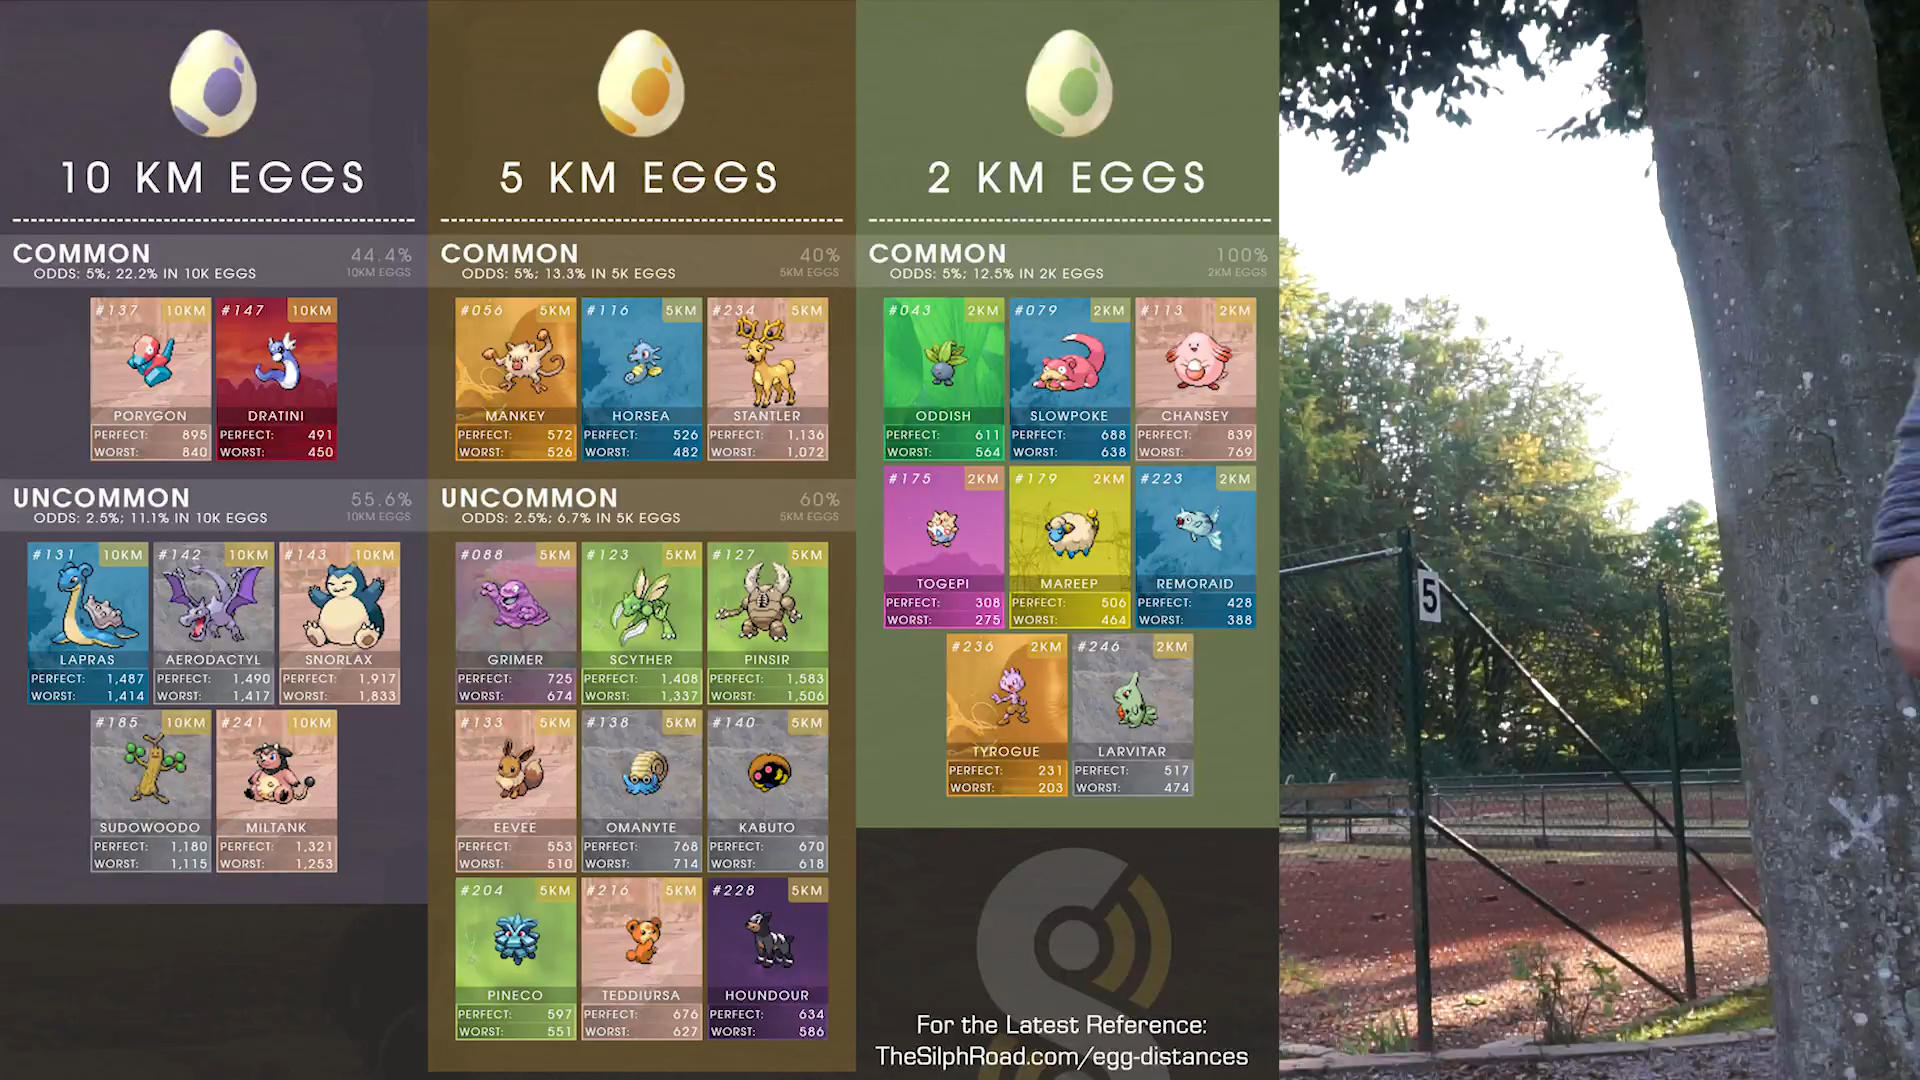 10 KM EGGS
COMMON 44.4%
ODDS: 5%; 22.2% IN 10K EGGS 10KM EGGS
#137 10KM #147 10KM
PORYGON DRATINI
PERFECT: 895 PERFECT: 491
WORST: 840 WORST: 450
UNCOMMON 55.6%
ODDS: 2.5%; 11.1% IN 10K EGGS 10KM EGGS
#131 10KM #142 10KM #143 10KM
LAPRAS AERODACTYL SNORLAX
PERFECT: 1,487 PERFECT: 1,490 PERFECT: 1,917
WORST: 1,414 WORST: 1,417 WORST: 1,833
#185 10KM #241 10KM
SUDOWOODO MILTANK
PERFECT: 1,180 PERFECT: 1,321
WORST: 1,115 WORST: 1,253
5 KM EGGS
COMMON 40%
ODDS: 5%; 13.3% IN 5K EGGS 5KM EGGS
#056 5KM #116 5KM #234 5KM
MANKEY HORSEA STANTLER
PERFECT: 572 PERFECT: 526 PERFECT: 1,136
WORST: 526 WORST: 482 WORST: 1,072
UNCOMMON 60%
ODDS: 2.5%; 6.7% IN 5K EGGS 5KM EGGS
#088 5KM #123 5KM #127 5KM
GRIMER SCYTHER PINSIR
PERFECT: 725 PERFECT: 1,408 PERFECT: 1,583
WORST: 674 WORST: 1,337 WORST: 1,506
#133 5KM #138 5KM #140 5KM
EEVEE OMANYTE KABUTO
PERFECT: 553 PERFECT: 768 PERFECT: 670
WORST: 510 WORST: 714 WORST: 618
#204 5KM #216 5KM #228 5KM
PINECO TEDDIURSA HOUNDOUR
PERFECT: 597 PERFECT: 676 PERFECT: 634
WORST: 551 WORST: 627 WORST: 586
2 KM EGGS
COMMON 100%
ODDS: 5%; 12.5% IN 2K EGGS 2KM EGGS
#043 2KM #079 2KM #113 2KM
ODDISH SLOWPOKE CHANSEY
PERFECT: 611 PERFECT: 688 PERFECT: 839
WORST: 564 WORST: 638 WORST: 769
#175 2KM #179 2KM #223 2KM
TOGEPI MAREEP REMORAID
PERFECT: 308 PERFECT: 506 PERFECT: 428
WORST: 275 WORST: 464 WORST: 388
#236 2KM #246 2KM
TYROGUE LARVITAR
PERFECT: 231 PERFECT: 517
WORST: 203 WORST: 474
For the Latest Reference:
TheSilphRoad.com/egg-distances
5